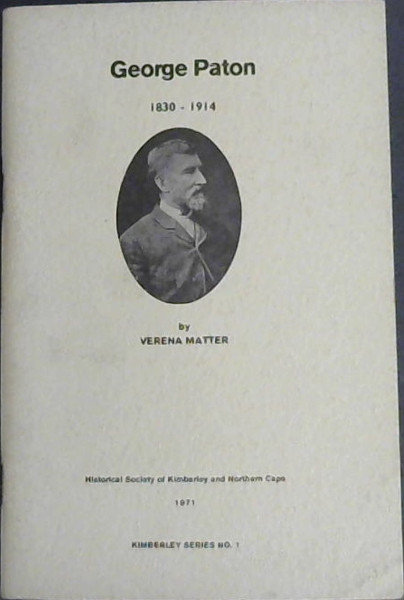 George Paton
1830 - 1914
by
VERENA MATTER
Historical Society of Kimberley and Northern Cape
1971
KIMBERLEY SERIES NO. 1